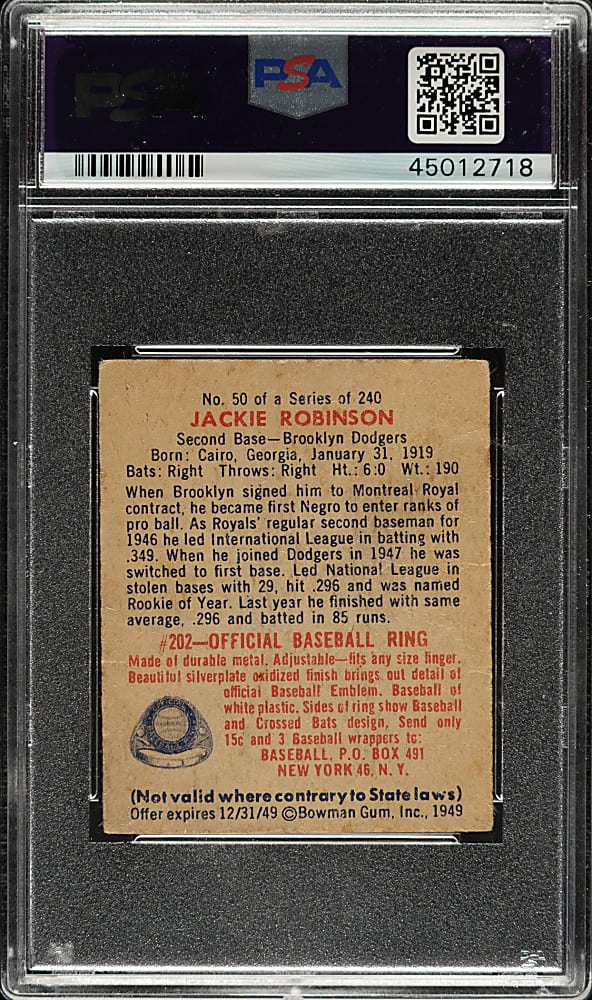 PSA
PSA
45012718
No. 50 of a Series of 240
JACKIE ROBINSON
Second Base—Brooklyn Dodgers
Born: Cairo, Georgia, January 31, 1919
Bats: Right Throws: Right Ht.: 6:0 Wt.: 190
When Brooklyn signed him to Montreal Royal
contract, he became first Negro to enter ranks of
pro ball. As Royals' regular second baseman for
1946 he led International League in batting with
.349. When he joined Dodgers in 1947 he was
switched to first base. Led National League in
stolen bases with 29, hit .296 and was named
Rookie of Year. Last year he finished with same
average, .296 and batted in 85 runs.
#202—OFFICIAL BASEBALL RING
Made of durable metal. Adjustable—fits any size finger.
Beautiful silverplate oxidized finish brings out detail of
official Baseball Emblem. Baseball of
white plastic. Sides of ring show Baseball
and Crossed Bats design. Send only
15c and 3 Baseball wrappers to:
BASEBALL, P.O. BOX 491
NEW YORK 46, N. Y.
(Not valid where contrary to State laws)
Offer expires 12/31/49 ©Bowman Gum, Inc., 1949